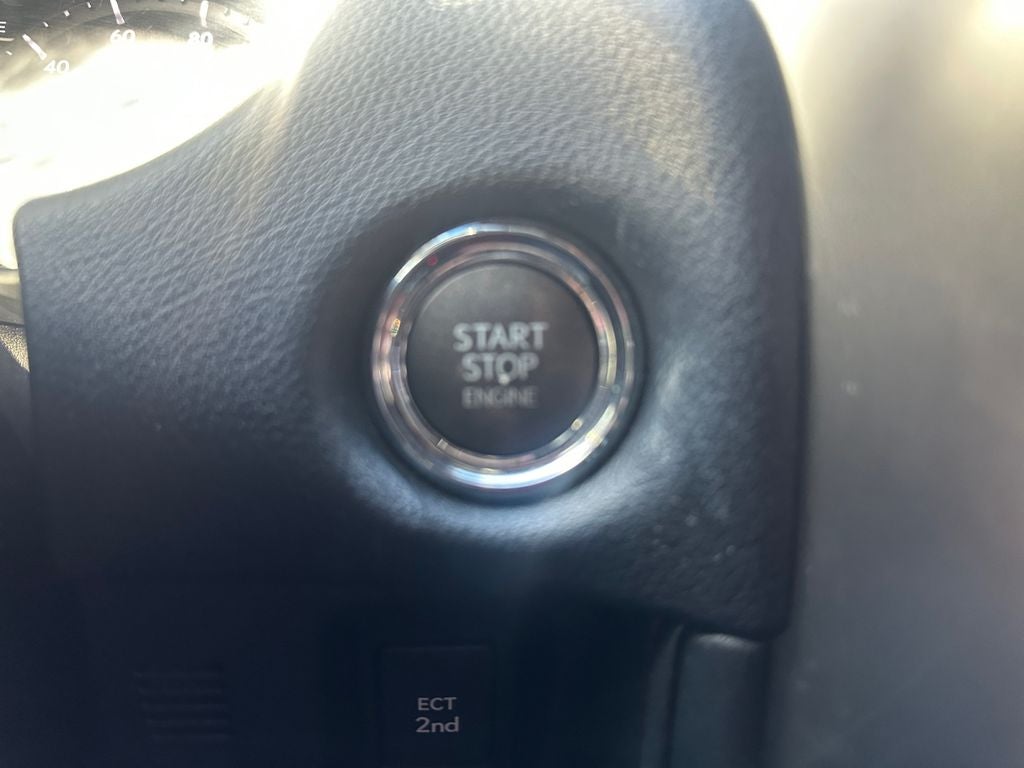 60 80
40
START
STOP
ENGINE
ECT
2nd